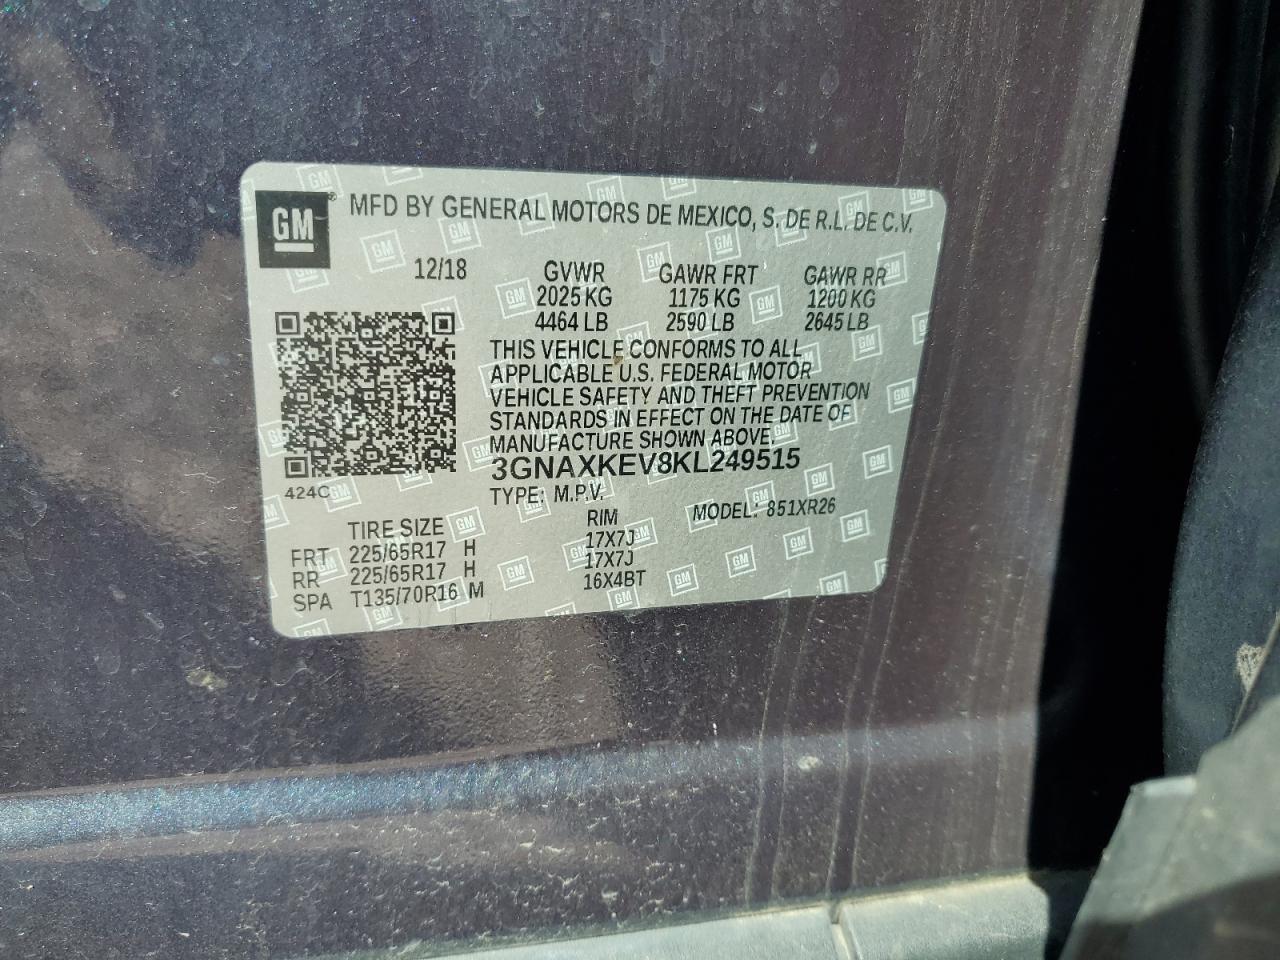 GM® MFD BY GENERAL MOTORS DE MEXICO, S. DE R.L. DE C.V.
12/18 GVWR GAWR FRT GAWR RR
2025 KG 1175 KG 1200 KG
4464 LB 2590 LB 2645 LB
THIS VEHICLE CONFORMS TO ALL
APPLICABLE U.S. FEDERAL MOTOR
VEHICLE SAFETY AND THEFT PREVENTION
STANDARDS IN EFFECT ON THE DATE OF
MANUFACTURE SHOWN ABOVE.
3GNAXKEV8KL249515
424C
TYPE: M.P.V. MODEL: 851XR26
TIRE SIZE RIM
FRT 225/65R17 H 17X7J
RR 225/65R17 H 17X7J
SPA T135/70R16 M 16X4BT